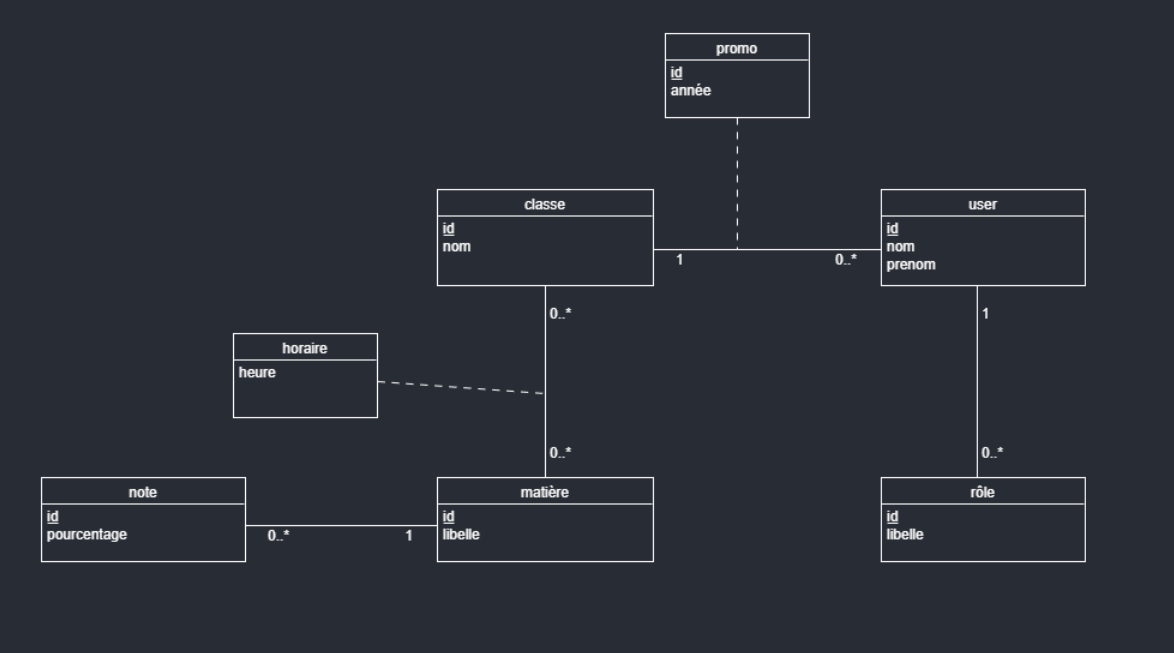 promo
id
année
classe
id
nom
1
0..*
user
id
nom
prenom
0..*
1
horaire
heure
0..*
0..*
note
id
pourcentage
0..*
1
matière
id
libelle
rôle
id
libelle